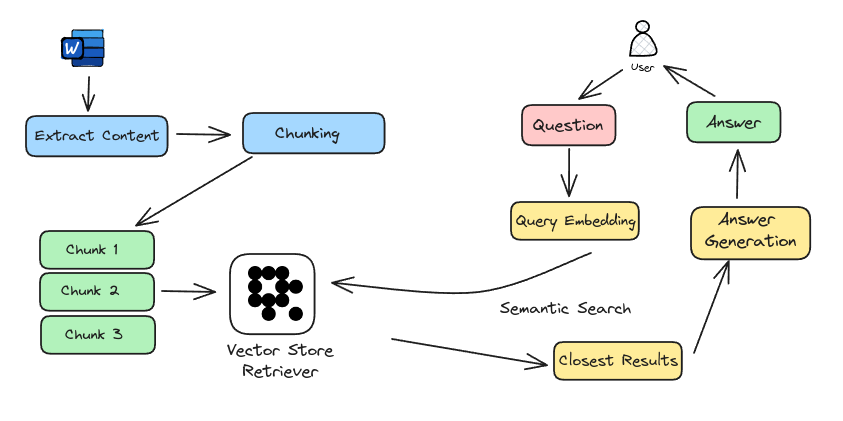 W
User
Extract Content
Chunking
Question
Answer
Query Embedding
Answer
Generation
Chunk 1
Chunk 2
Chunk 3
Semantic Search
Vector Store
Retriever
Closest Results